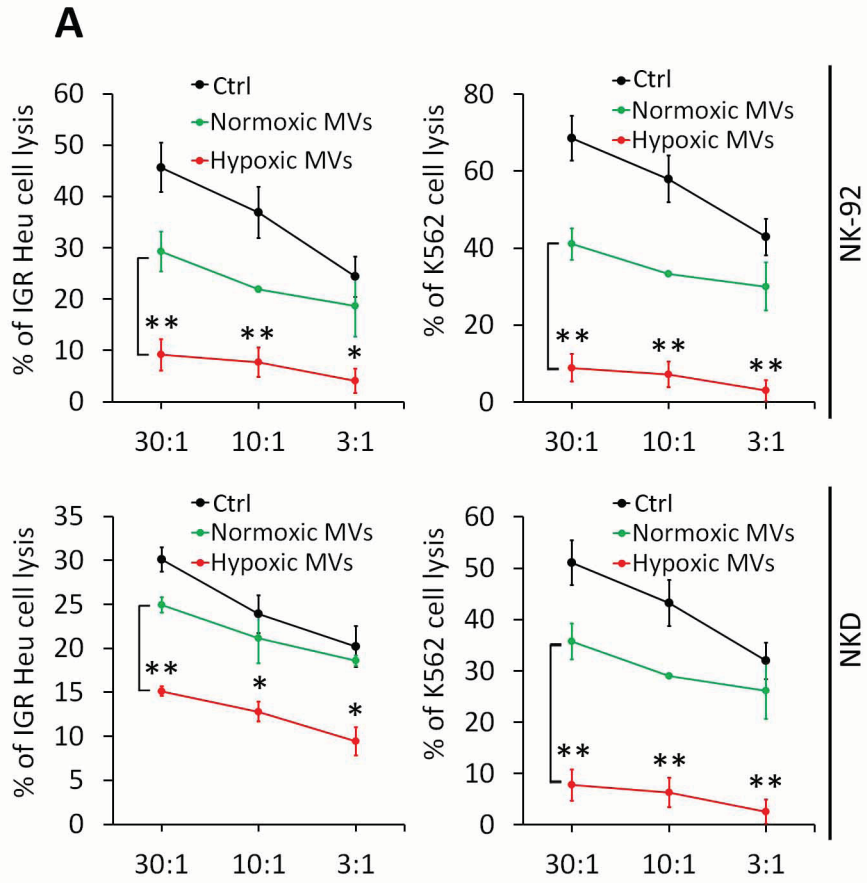 A
% of IGR Heu cell lysis
60
50
40
30
20
10
0
Ctrl
Normoxic MVs
Hypoxic MVs
**
**
*
30:1 10:1 3:1
% of K562 cell lysis
80
60
40
20
0
Ctrl
Normoxic MVs
Hypoxic MVs
**
**
**
30:1 10:1 3:1
NK-92
% of IGR Heu cell lysis
35
30
25
20
15
10
5
0
Ctrl
Normoxic MVs
Hypoxic MVs
**
*
*
30:1 10:1 3:1
% of K562 cell lysis
60
50
40
30
20
10
0
Ctrl
Normoxic MVs
Hypoxic MVs
**
**
**
30:1 10:1 3:1
NKD